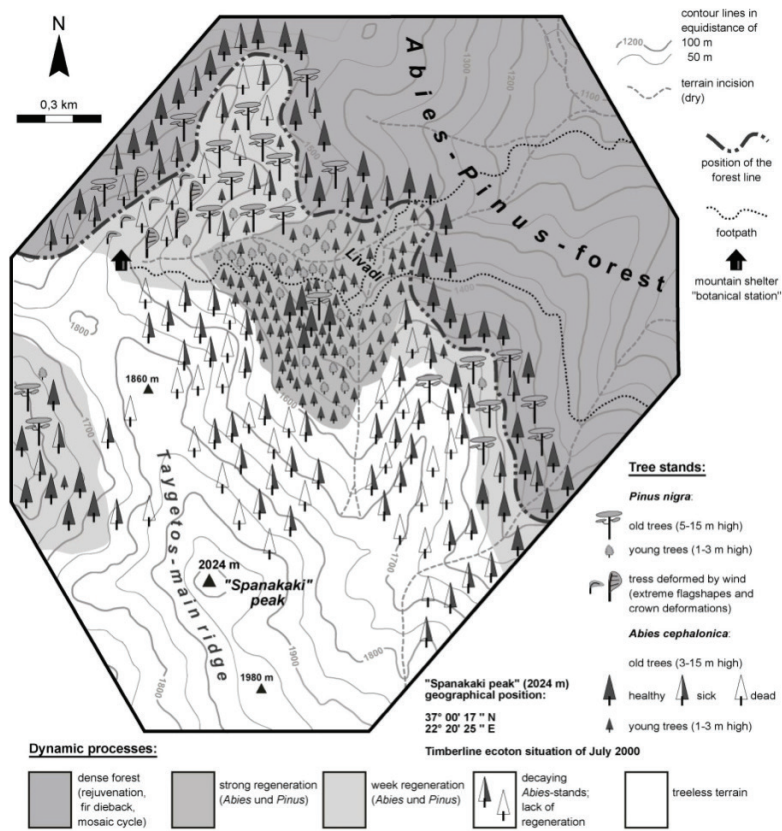 N
0,3 km
Abies-Pinus-forest
1300
1200
1100
1400
Livadi
1800
1860 m
1700
1600
Taygetos-mainridge
2024 m
"Spanakaki"
peak
1980 m
1900
1800
1800
1700
contour lines in
equidistance of
1200
100 m
50 m
terrain incision
(dry)
position of the
forest line
footpath
mountain shelter
"botanical station"
Tree stands:
Pinus nigra:
old trees (5-15 m high)
young trees (1-3 m high)
tress deformed by wind
(extreme flagshapes and
crown deformations)
Abies cephalonica:
old trees (3-15 m high)
healthy
sick
dead
young trees (1-3 m high)
"Spanakaki peak" (2024 m)
geographical position:
37° 00' 17 " N
22° 20' 25 " E
Timberline ecoton situation of July 2000
Dynamic processes:
dense forest
(rejuvenation,
fir dieback,
mosaic cycle)
strong regeneration
(Abies und Pinus)
week regeneration
(Abies und Pinus)
decaying
Abies-stands;
lack of
regeneration
treeless terrain